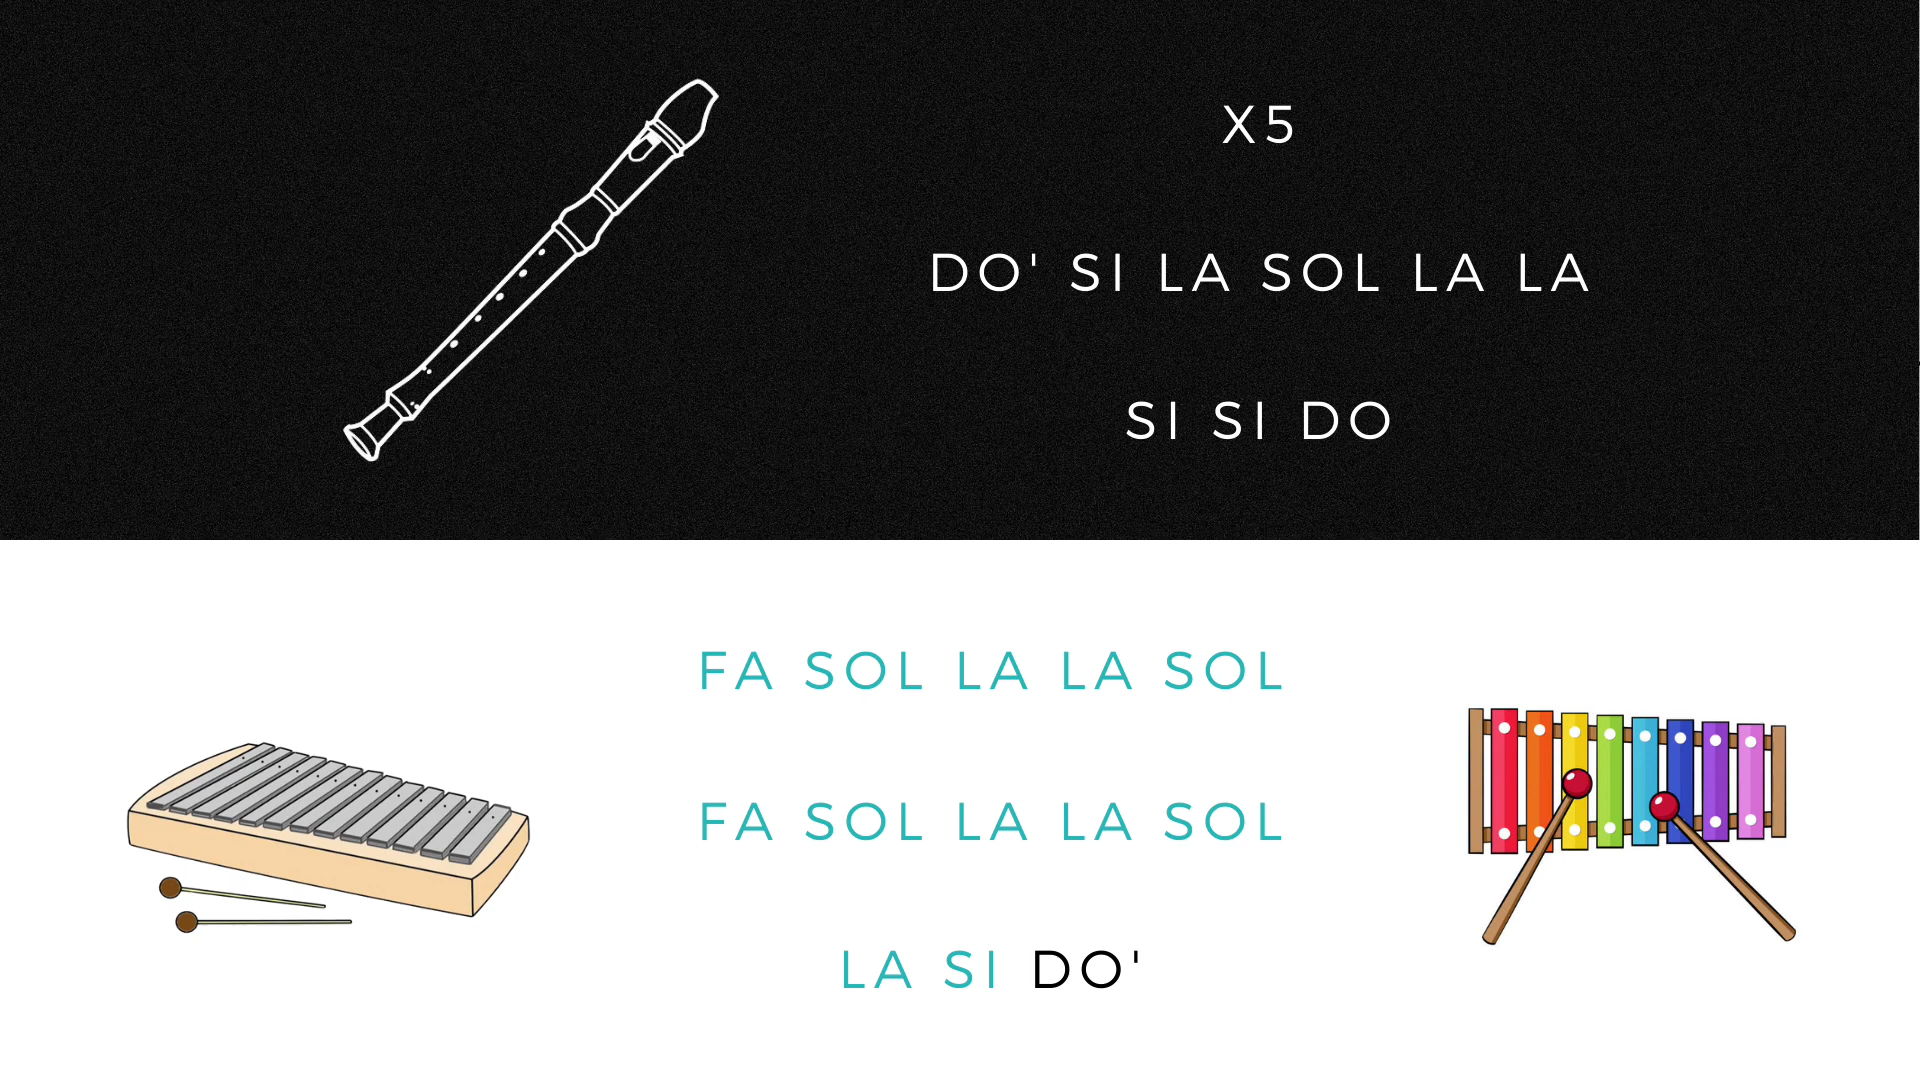 X5
DO' SI LA SOL LA LA
SI SI DO
FA SOL LA LA SOL
FA SOL LA LA SOL
LA SI DO'